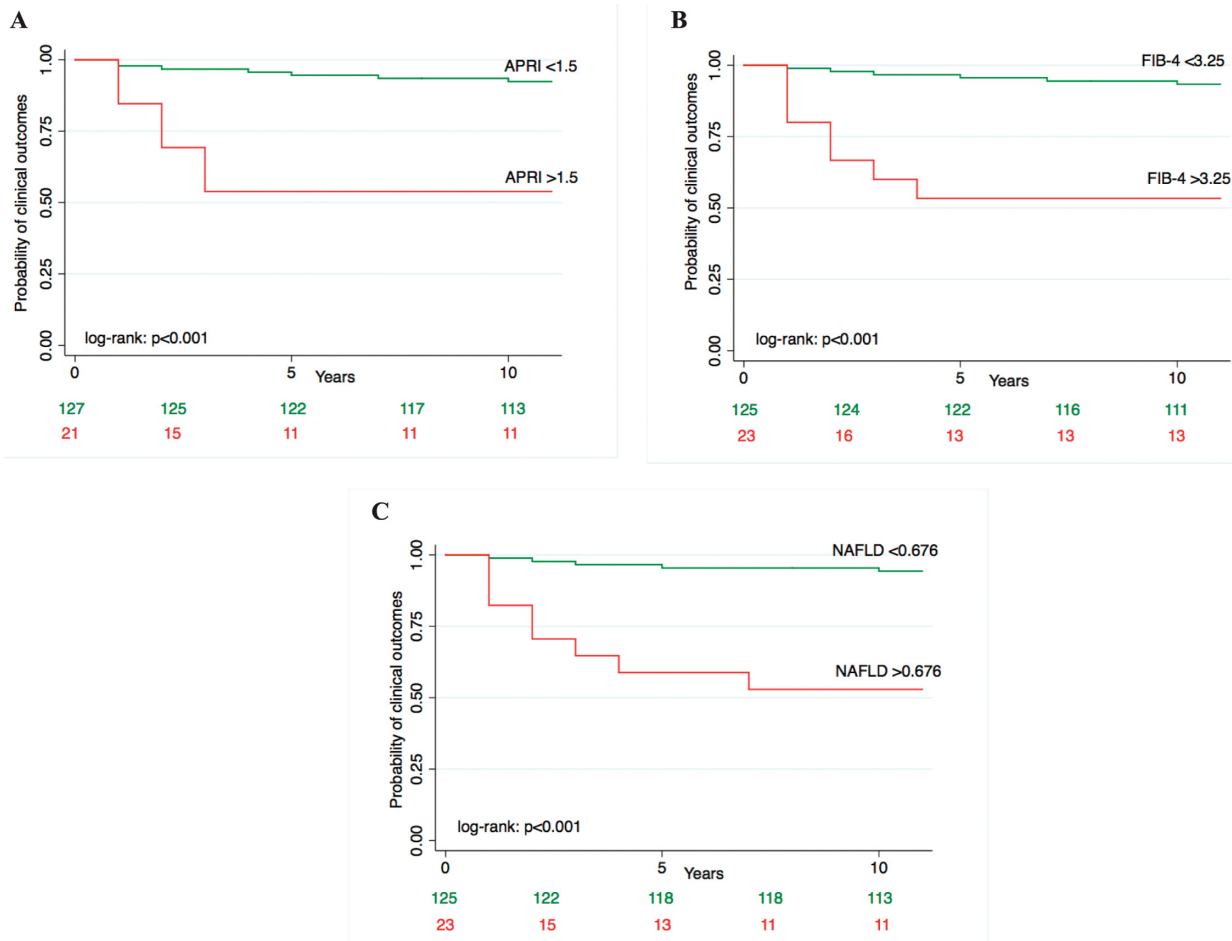 A
Probability of clinical outcomes
1.00
0.75
0.50
0.25
0.00
APRI <1.5
APRI >1.5
log-rank: p<0.001
0 5 10
Years
127 125 122 117 113
21 15 11 11 11
B
Probability of clinical outcomes
1.00
0.75
0.50
0.25
0.00
FIB-4 <3.25
FIB-4 >3.25
log-rank: p<0.001
0 5 10
Years
125 124 122 116 111
23 16 13 13 13
C
Probability of clinical outcomes
1.00
0.75
0.50
0.25
0.00
NAFLD <0.676
NAFLD >0.676
log-rank: p<0.001
0 5 10
Years
125 122 118 118 113
23 15 13 11 11